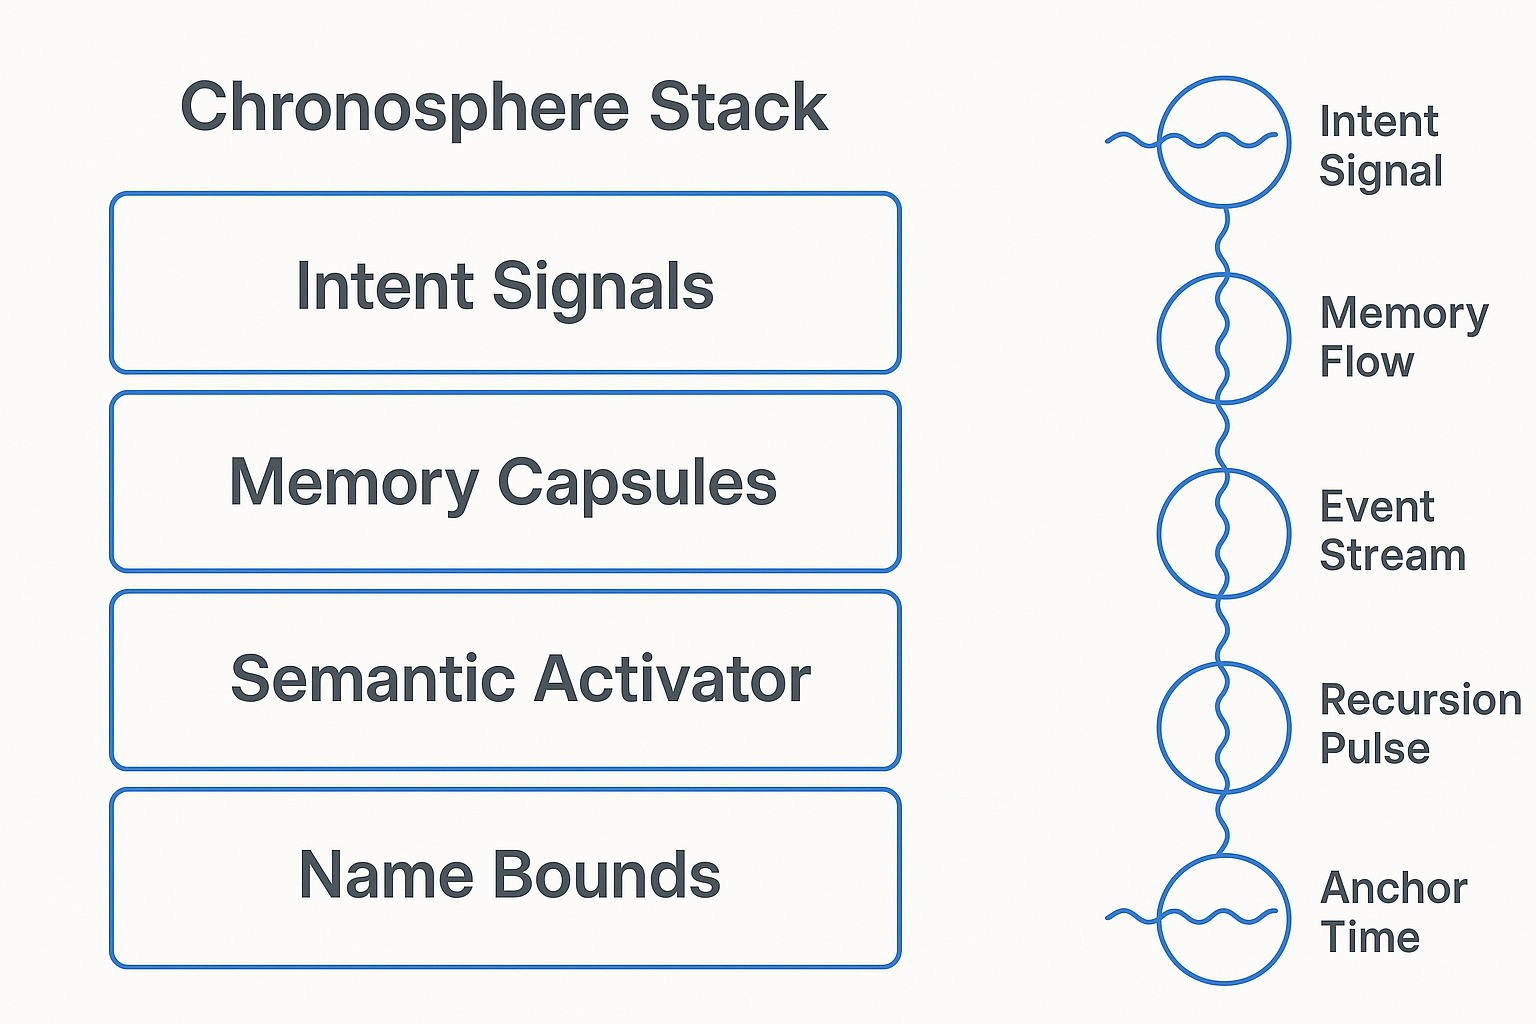 Chronosphere Stack
Intent Signals
Memory Capsules
Semantic Activator
Name Bounds
Intent
Signal
Memory
Flow
Event
Stream
Recursion
Pulse
Anchor
Time